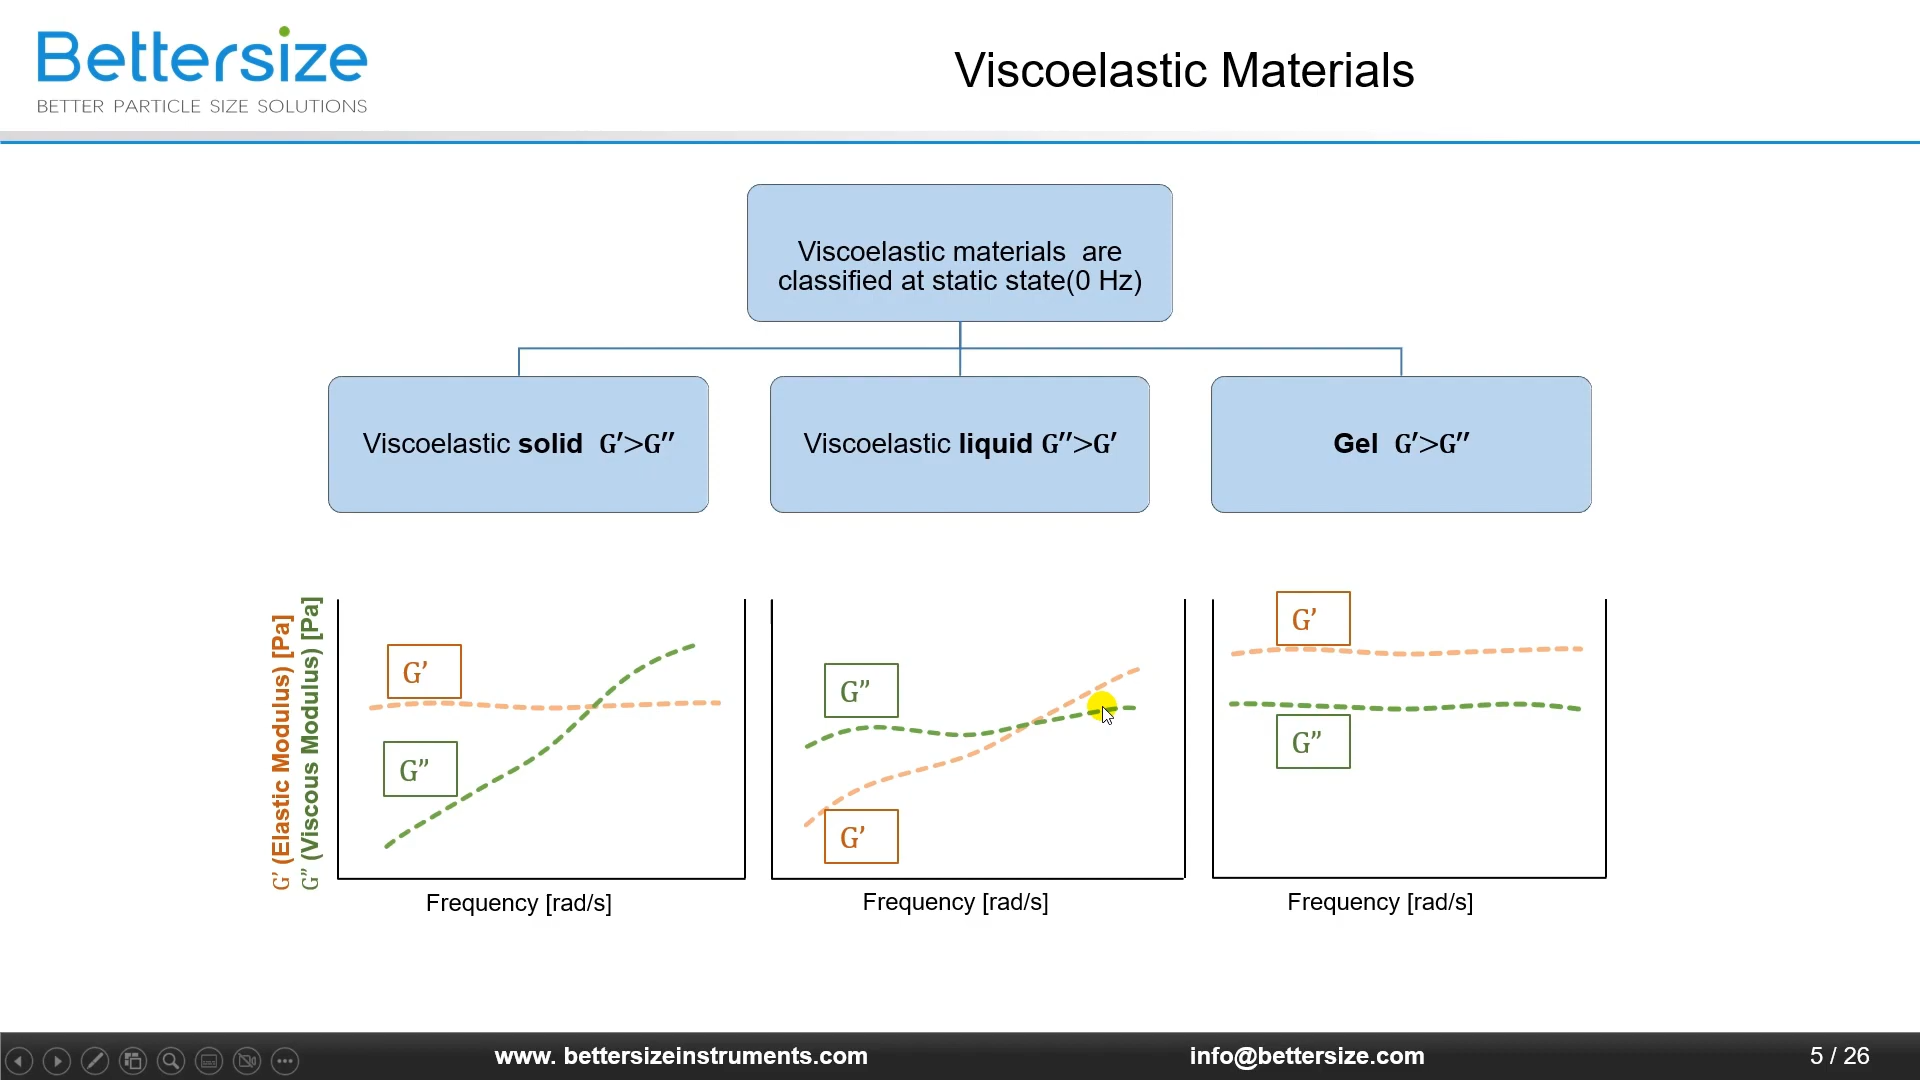 Bettersize
BETTER PARTICLE SIZE SOLUTIONS
Viscoelastic Materials
Viscoelastic materials are
classified at static state(0 Hz)
Viscoelastic solid G′>G″
Viscoelastic liquid G″>G′
Gel G′>G″
G’ (Elastic Modulus) [Pa]
G” (Viscous Modulus) [Pa]
G’
G”
Frequency [rad/s]
G”
G’
Frequency [rad/s]
G’
G”
Frequency [rad/s]
www. bettersizeinstruments.com
info@bettersize.com
5 / 26